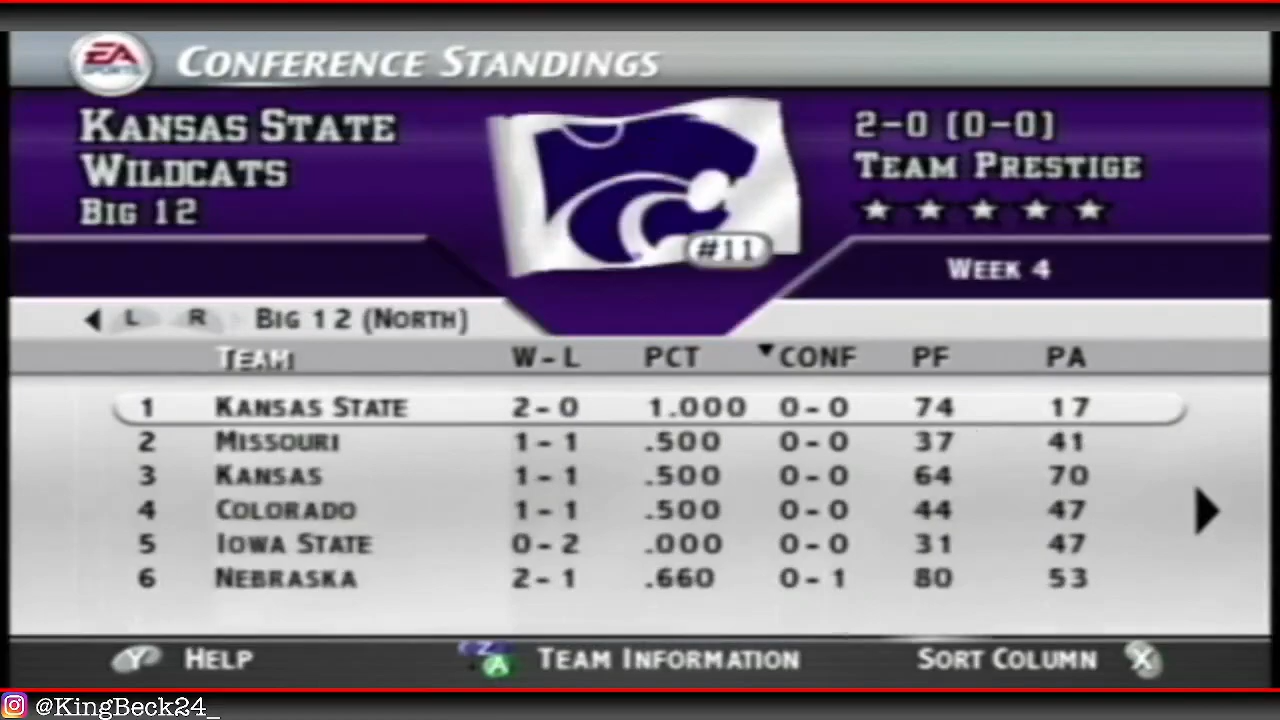 EA SPORTS
CONFERENCE STANDINGS
KANSAS STATE
WILDCATS
BIG 12
#11
2-0 (0-0)
TEAM PRESTIGE
WEEK 4
L R BIG 12 (NORTH)
TEAM W-L PCT CONF PF PA
1 KANSAS STATE 2-0 1.000 0-0 74 17
2 MISSOURI 1-1 .500 0-0 37 41
3 KANSAS 1-1 .500 0-0 64 70
4 COLORADO 1-1 .500 0-0 44 47
5 IOWA STATE 0-2 .000 0-0 31 47
6 NEBRASKA 2-1 .660 0-1 80 53
Y HELP Z A TEAM INFORMATION SORT COLUMN X
@KingBeck24_